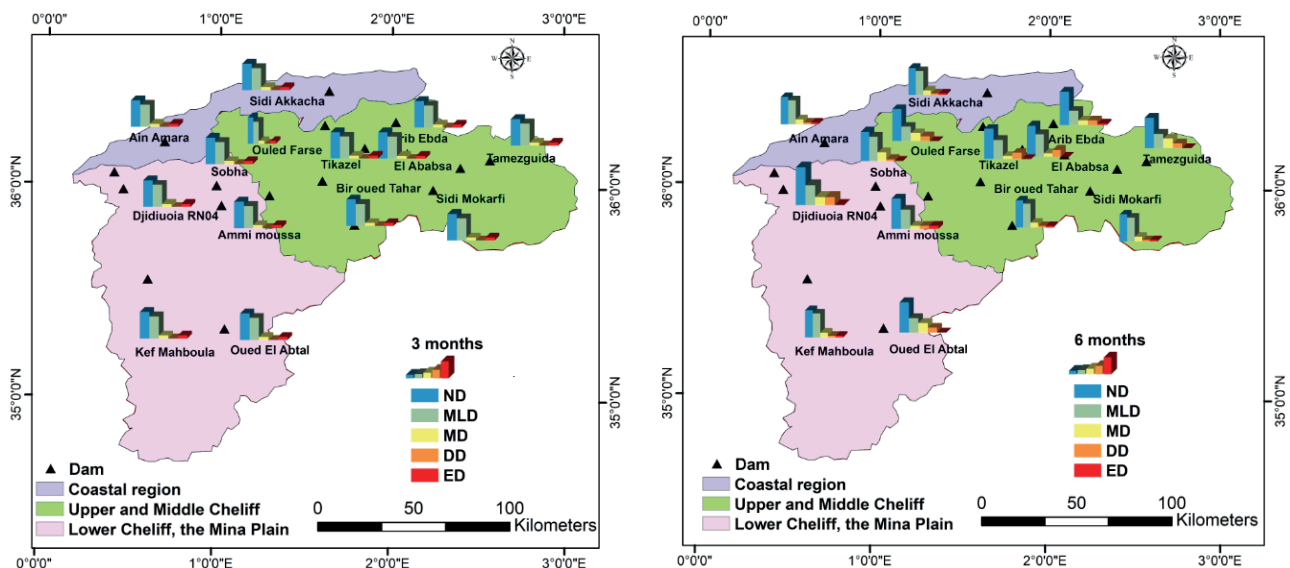 0°0'0"E 1°0'0"E 2°0'0"E 3°0'0"E
N
W E
S
Sidi Akkacha
Ain Amara
Ouled Farse
Arib Ebda
Sobha
Tikazel
El Ababsa
Tamezguida
36°0'0"N
36°0'0"N
Djidiuoia RN04
Bir oued Tahar
Sidi Mokarfi
Ammi moussa
Kef Mahboula
Oued El Abtal
3 months
ND
MLD
MD
DD
ED
35°0'0"N
35°0'0"N
Dam
Coastal region
Upper and Middle Cheliff
Lower Cheliff, the Mina Plain
0 50 100
Kilometers
0°0'0"E 1°0'0"E 2°0'0"E 3°0'0"E
0°0'0"E 1°0'0"E 2°0'0"E 3°0'0"E
N
W E
S
Sidi Akkacha
Ain Amara
Ouled Farse
Arib Ebda
Sobha
Tikazel
El Ababsa
Tamezguida
36°0'0"N
36°0'0"N
Djidiuoia RN04
Bir oued Tahar
Sidi Mokarfi
Ammi moussa
Kef Mahboula
Oued El Abtal
6 months
ND
MLD
MD
DD
ED
35°0'0"N
35°0'0"N
Dam
Coastal region
Upper and Middle Cheliff
Lower Cheliff, the Mina Plain
0 50 100
Kilometers
0°0'0"E 1°0'0"E 2°0'0"E 3°0'0"E